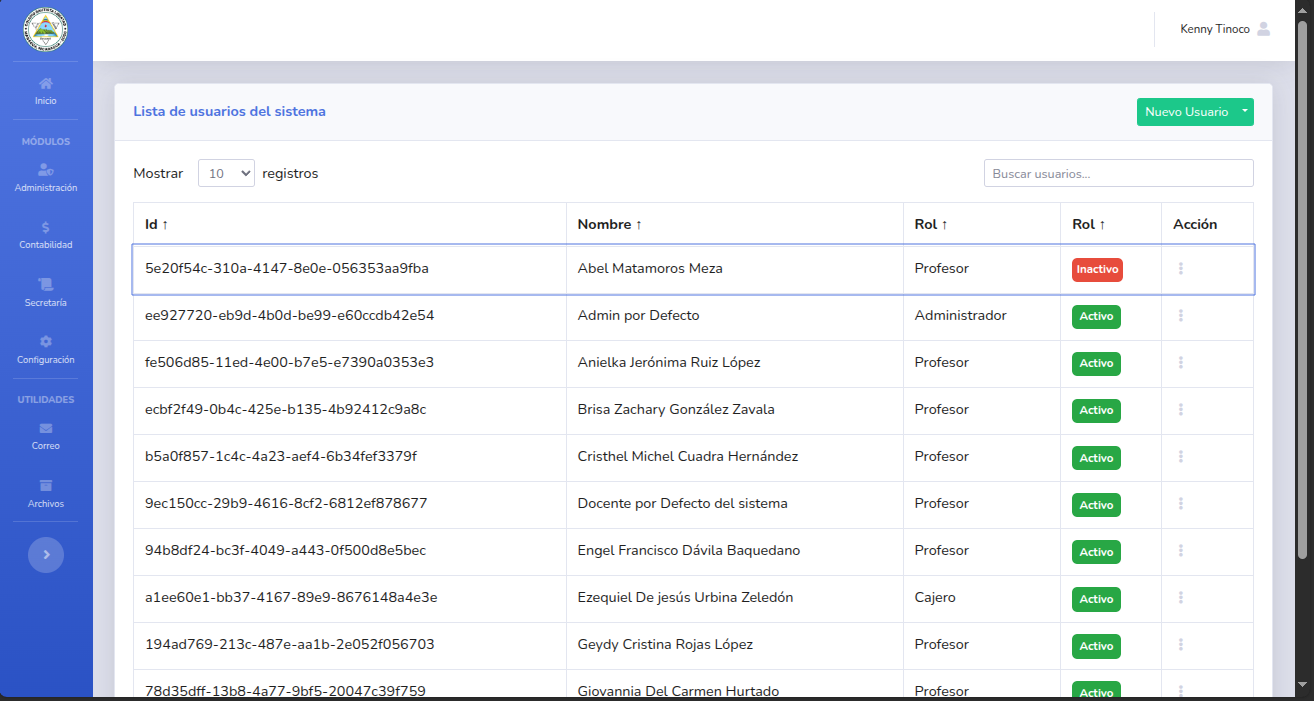 Kenny Tinoco
Inicio
MÓDULOS
Administración
Contabilidad
Secretaría
Configuración
UTILIDADES
Correo
Archivos
Lista de usuarios del sistema
Nuevo Usuario
Mostrar 10 registros
Buscar usuarios...
Id ↑ Nombre ↑ Rol ↑ Rol ↑ Acción
5e20f54c-310a-4147-8e0e-056353aa9fba Abel Matamoros Meza Profesor Inactivo
ee927720-eb9d-4b0d-be99-e60ccdb42e54 Admin por Defecto Administrador Activo
fe506d85-11ed-4e00-b7e5-e7390a0353e3 Anielka Jerónima Ruiz López Profesor Activo
ecbf2f49-0b4c-425e-b135-4b92412c9a8c Brisa Zachary González Zavala Profesor Activo
b5a0f857-1c4c-4a23-aef4-6b34fef3379f Cristhel Michel Cuadra Hernández Profesor Activo
9ec150cc-29b9-4616-8cf2-6812ef878677 Docente por Defecto del sistema Profesor Activo
94b8df24-bc3f-4049-a443-0f500d8e5bec Engel Francisco Dávila Baquedano Profesor Activo
a1ee60e1-bb37-4167-89e9-8676148a4e3e Ezequiel De jesús Urbina Zeledón Cajero Activo
194ad769-213c-487e-aa1b-2e052f056703 Geydy Cristina Rojas López Profesor Activo
78d35dff-13b8-4a77-9bf5-20047c39f759 Giovannia Del Carmen Hurtado Profesor Activo